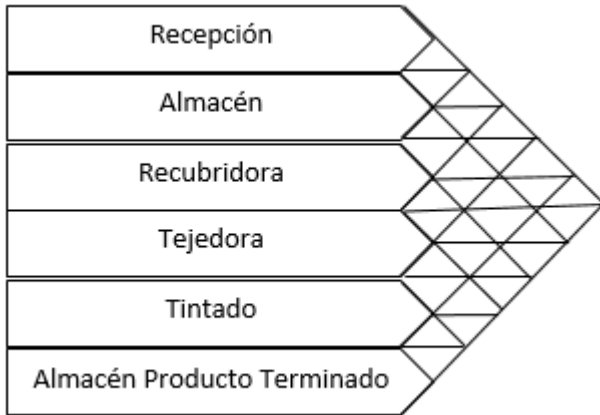 Recepción
Almacén
Recubridora
Tejedora
Tintado
Almacén Producto Terminado